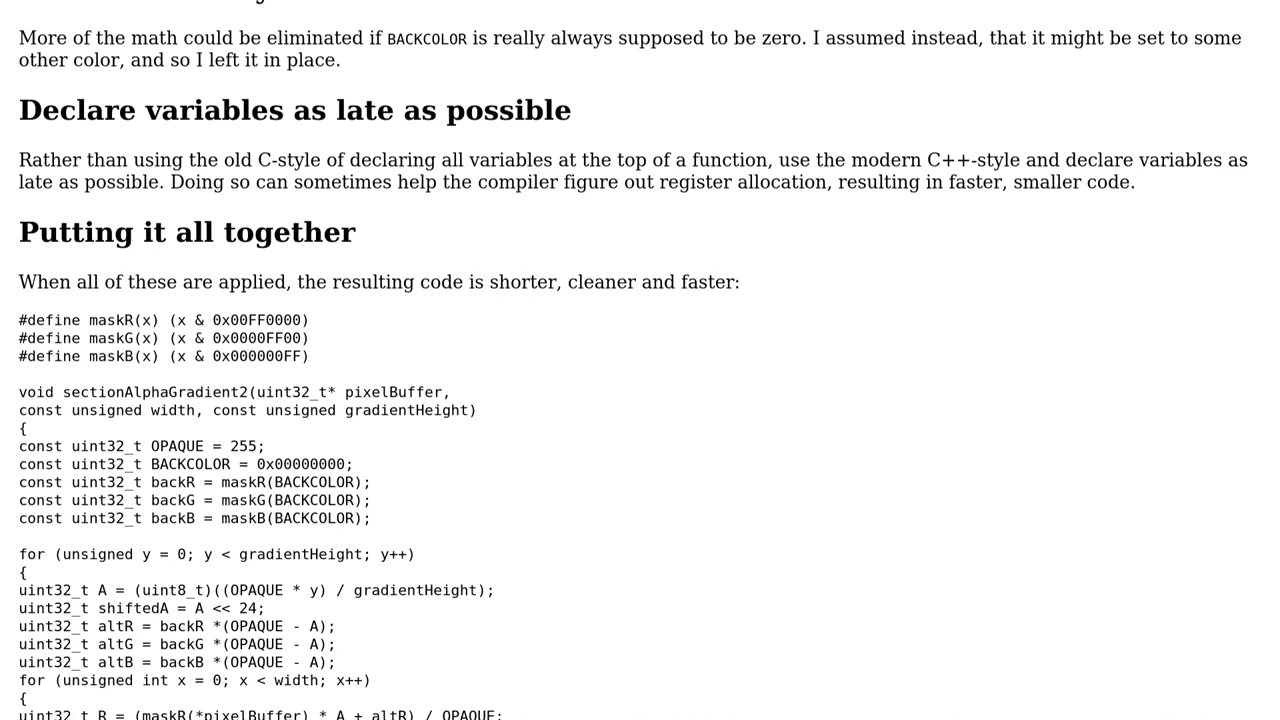 More of the math could be eliminated if BACKCOLOR is really always supposed to be zero. I assumed instead, that it might be set to some
other color, and so I left it in place.
Declare variables as late as possible
Rather than using the old C-style of declaring all variables at the top of a function, use the modern C++-style and declare variables as
late as possible. Doing so can sometimes help the compiler figure out register allocation, resulting in faster, smaller code.
Putting it all together
When all of these are applied, the resulting code is shorter, cleaner and faster:
#define maskR(x) (x & 0x00FF0000)
#define maskG(x) (x & 0x0000FF00)
#define maskB(x) (x & 0x000000FF)
void sectionAlphaGradient2(uint32_t* pixelBuffer,
const unsigned width, const unsigned gradientHeight)
{
const uint32_t OPAQUE = 255;
const uint32_t BACKCOLOR = 0x00000000;
const uint32_t backR = maskR(BACKCOLOR);
const uint32_t backG = maskG(BACKCOLOR);
const uint32_t backB = maskB(BACKCOLOR);
for (unsigned y = 0; y < gradientHeight; y++)
{
uint32_t A = (uint8_t)((OPAQUE * y) / gradientHeight);
uint32_t shiftedA = A << 24;
uint32_t altR = backR *(OPAQUE - A);
uint32_t altG = backG *(OPAQUE - A);
uint32_t altB = backB *(OPAQUE - A);
for (unsigned int x = 0; x < width; x++)
{
uint32_t R = (maskR(*pixelBuffer) * A + altR) / OPAQUE;